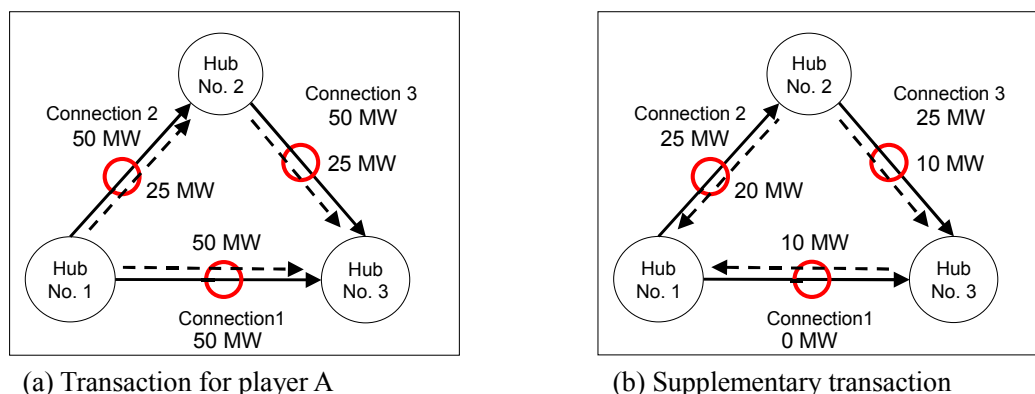 Hub
No. 2
Connection 2
50 MW
Connection 3
50 MW
25 MW
25 MW
50 MW
Hub
No. 1
Hub
No. 3
Connection1
50 MW
(a) Transaction for player A
Hub
No. 2
Connection 2
25 MW
Connection 3
25 MW
10 MW
20 MW
10 MW
Hub
No. 1
Hub
No. 3
Connection1
0 MW
(b) Supplementary transaction